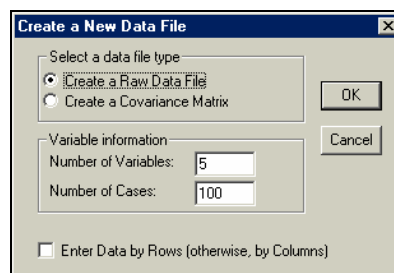 Create a New Data File
Select a data file type
Create a Raw Data File
Create a Covariance Matrix
OK
Variable information
Number of Variables: 5
Number of Cases: 100
Cancel
Enter Data by Rows (otherwise, by Columns)